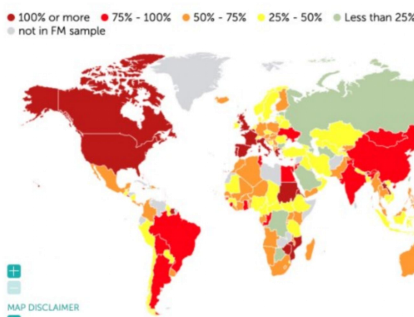 100% or more 75% - 100% 50% - 75% 25% - 50% Less than 25%
not in FM sample
+
−
MAP DISCLAIMER